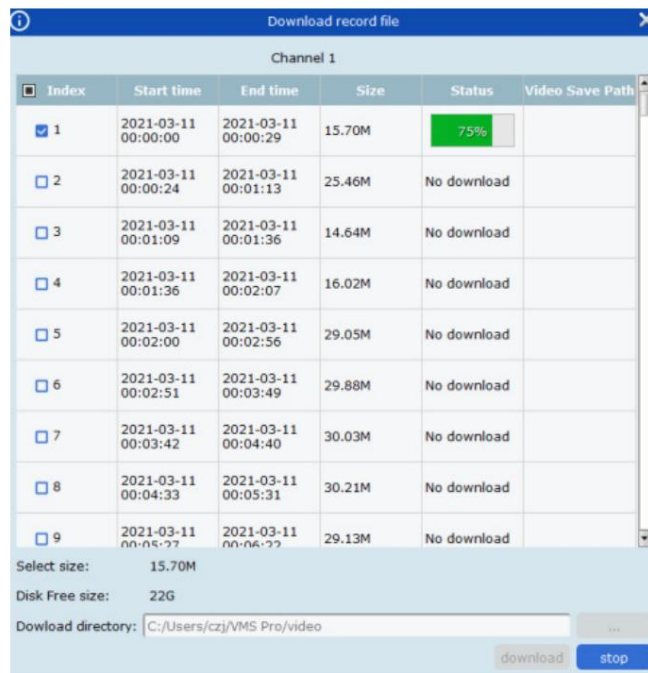 Download record file
Channel 1
Index Start time End time Size Status Video Save Path
1 2021-03-11 00:00:00 2021-03-11 00:00:29 15.70M 75%
2 2021-03-11 00:00:24 2021-03-11 00:01:13 25.46M No download
3 2021-03-11 00:01:09 2021-03-11 00:01:36 14.64M No download
4 2021-03-11 00:01:36 2021-03-11 00:02:07 16.02M No download
5 2021-03-11 00:02:00 2021-03-11 00:02:56 29.05M No download
6 2021-03-11 00:02:51 2021-03-11 00:03:49 29.88M No download
7 2021-03-11 00:03:42 2021-03-11 00:04:40 30.03M No download
8 2021-03-11 00:04:33 2021-03-11 00:05:31 30.21M No download
9 2021-03-11 00:05:27 2021-03-11 00:06:22 29.13M No download
Select size: 15.70M
Disk Free size: 22G
Dowload directory: C:/Users/czj/VMS Pro/video ...
download stop